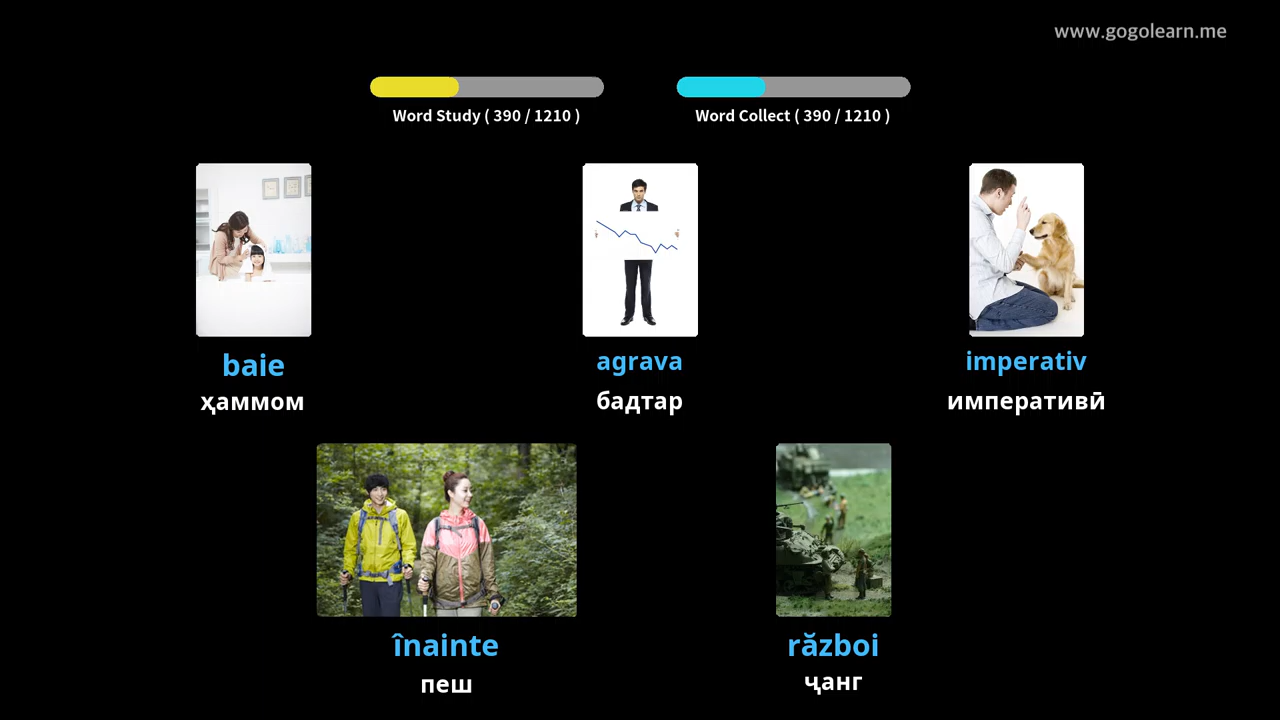 www.gogolearn.me
Word Study ( 390 / 1210 )
Word Collect ( 390 / 1210 )
baie
ҳаммом
agrava
бадтар
imperativ
императивӣ
înainte
пеш
război
ҷанг